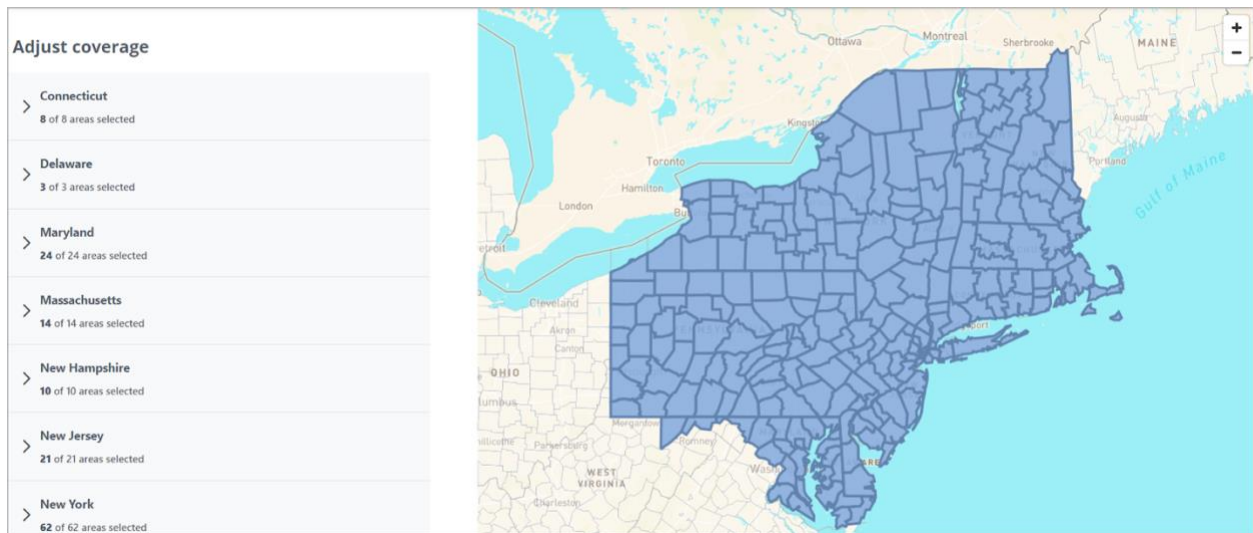 Adjust coverage
Connecticut
8 of 8 areas selected
Delaware
3 of 3 areas selected
Maryland
24 of 24 areas selected
Massachusetts
14 of 14 areas selected
New Hampshire
10 of 10 areas selected
New Jersey
21 of 21 areas selected
New York
62 of 62 areas selected
+
−
Ottawa
Montreal
Sherbrooke
MAINE
Augusta
Portland
Gulf of Maine
Toronto
Hamilton
London
Cleveland
Akron
Canton
OHIO
Parkersburg
Romney
WEST
VIRGINIA
Charleston